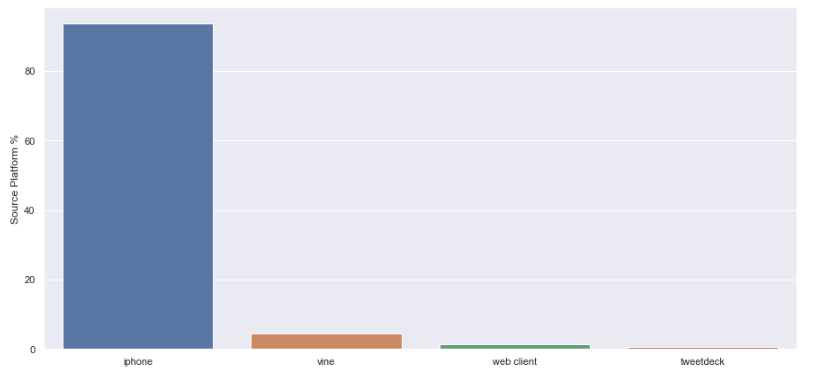 Source Platform %
80
60
40
20
0
iphone
vine
web client
tweetdeck